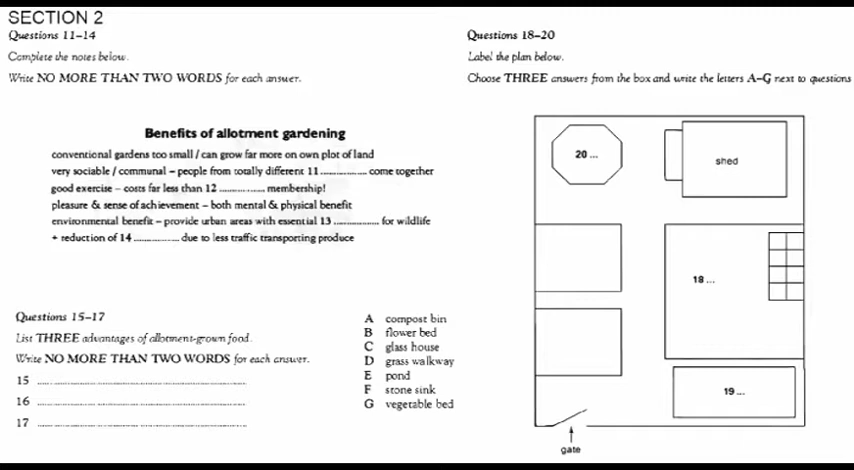 SECTION 2
Questions 11–14
Complete the notes below.
Write NO MORE THAN TWO WORDS for each answer.
Benefits of allotment gardening
conventional gardens too small / can grow far more on own plot of land
very sociable / communal – people from totally different 11 ............... come together
good exercise – costs far less than 12 ............... membership!
pleasure & sense of achievement – both mental & physical benefit
environmental benefit – provide urban areas with essential 13 ............... for wildlife
+ reduction of 14 ............... due to less traffic transporting produce
Questions 15–17
List THREE advantages of allotment-grown food.
Write NO MORE THAN TWO WORDS for each answer.
15 ...............
16 ...............
17 ...............
A compost bin
B flower bed
C glass house
D grass walkway
E pond
F stone sink
G vegetable bed
Questions 18–20
Label the plan below.
Choose THREE answers from the box and write the letters A–G next to questions
20 ...
shed
18 ...
19 ...
gate